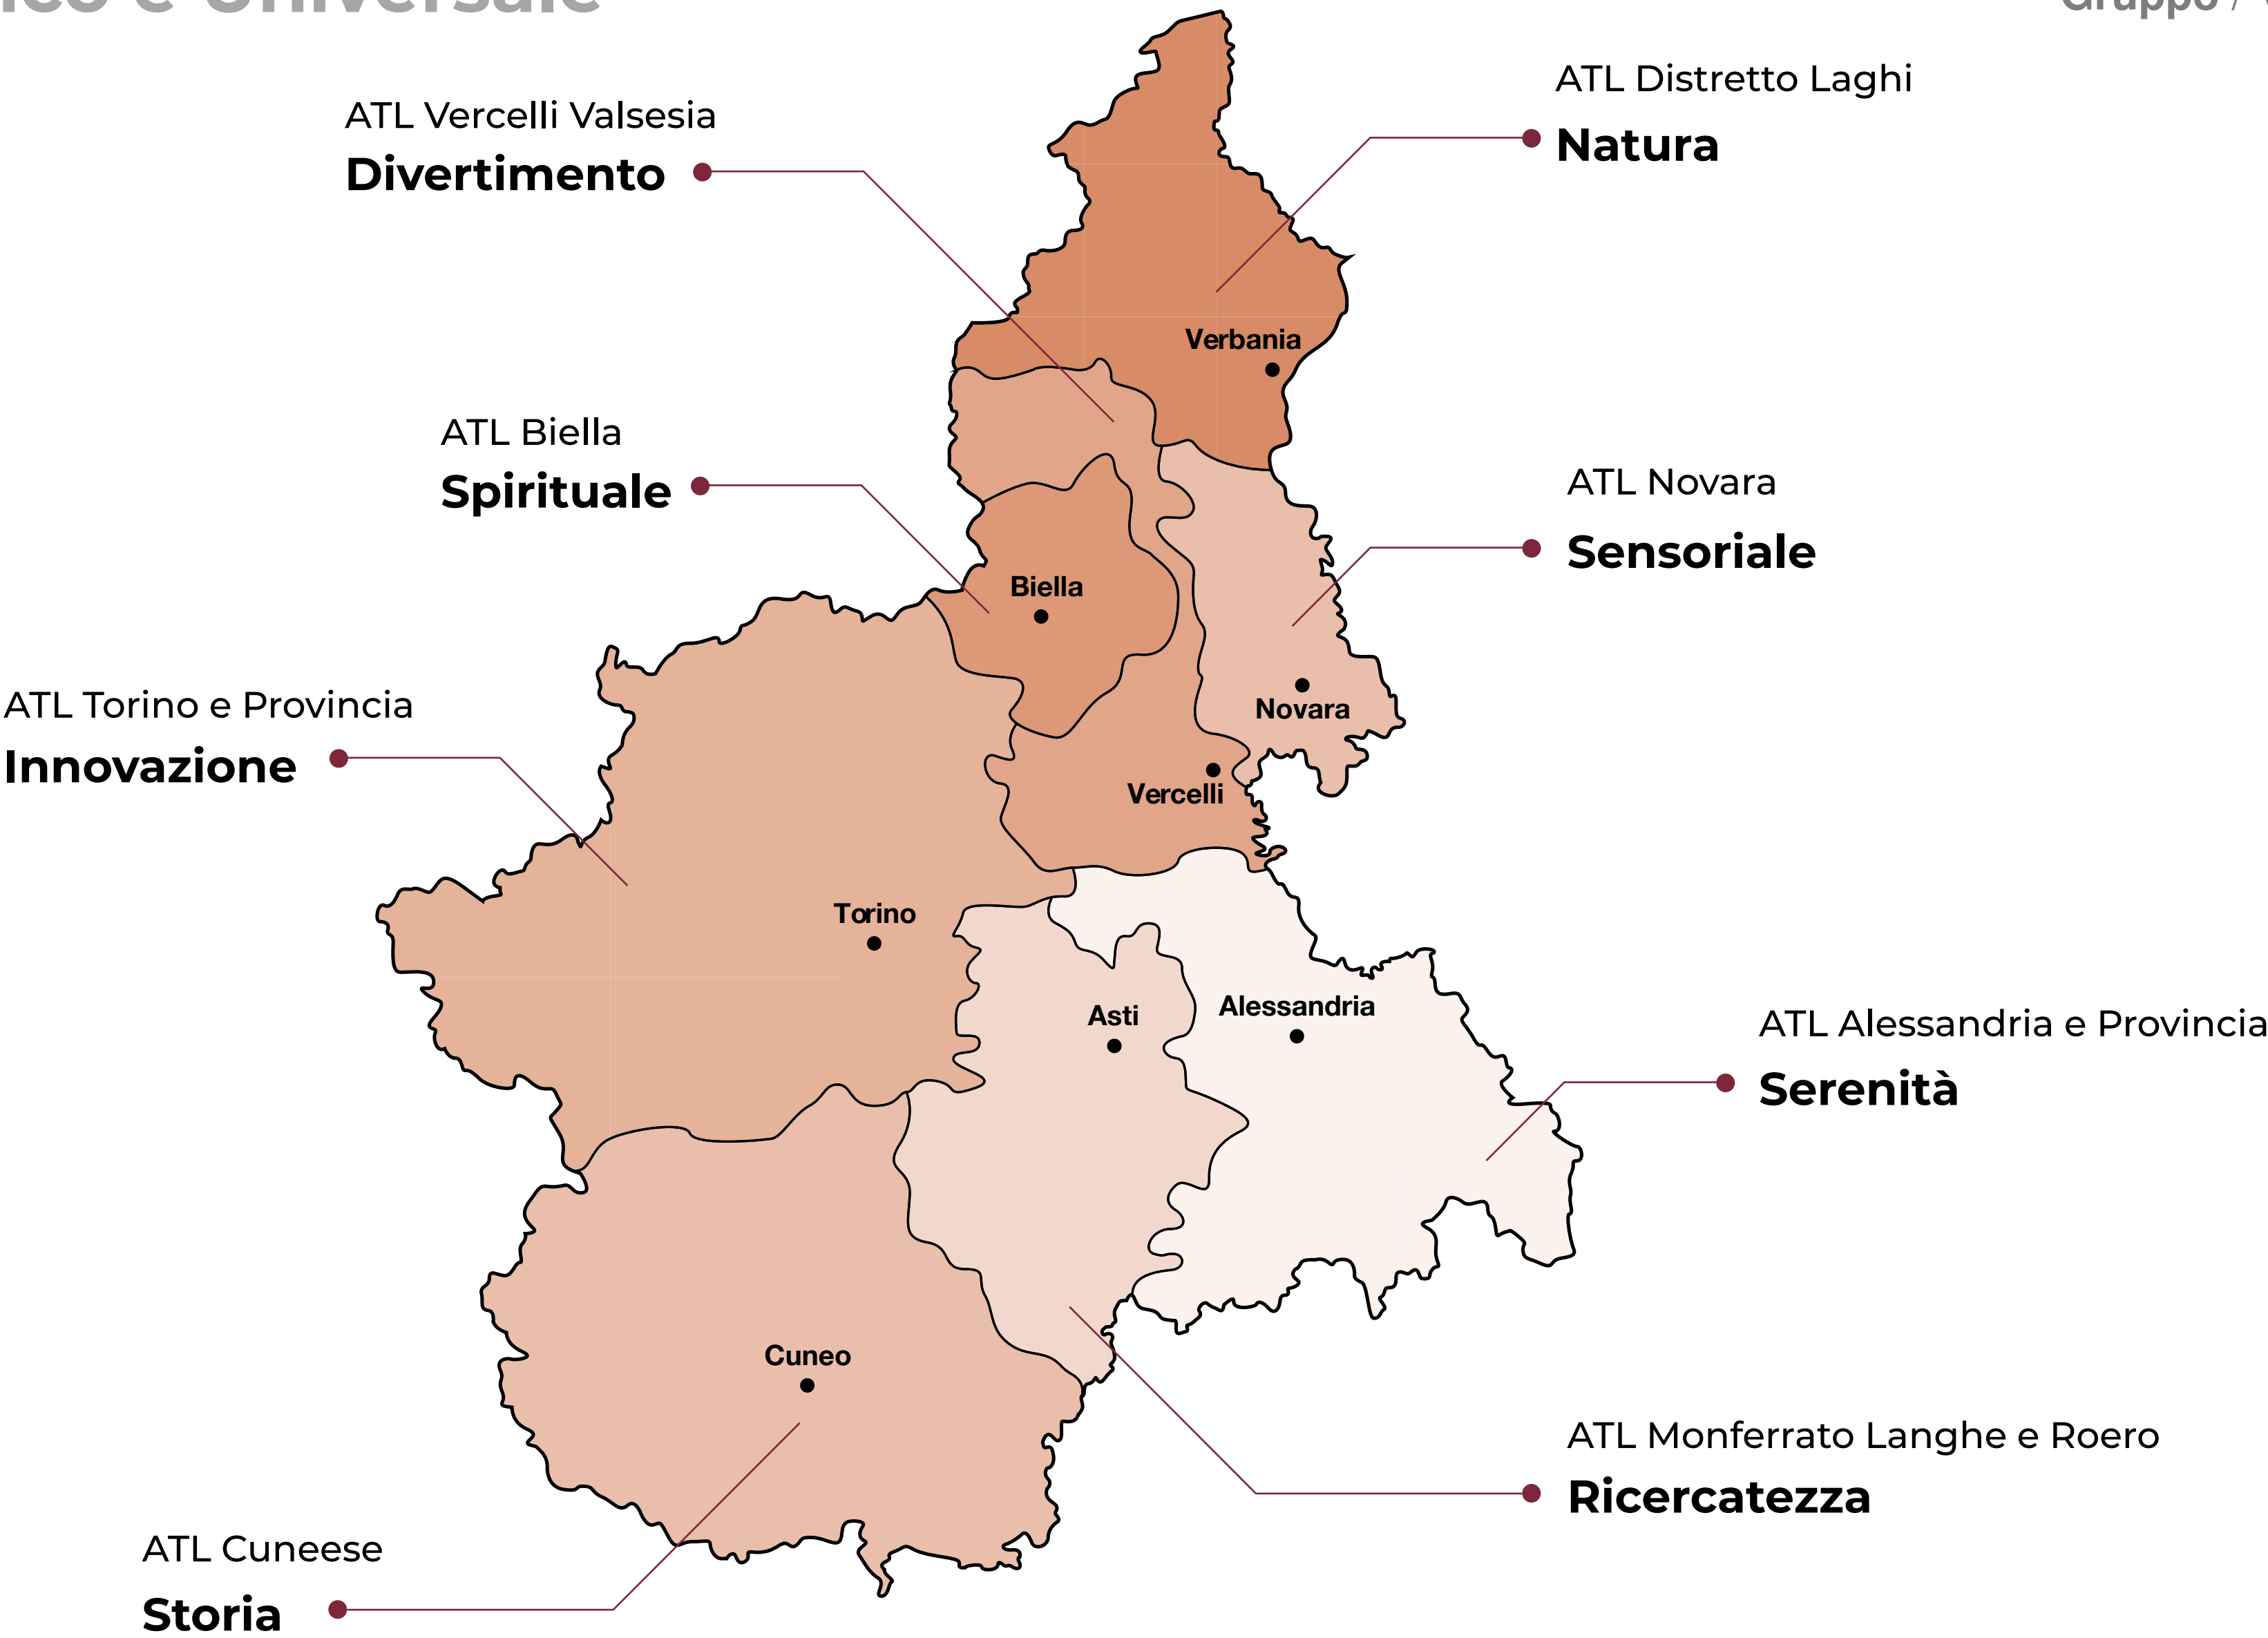 e Universale
Gruppo /
ATL Distretto Laghi
Natura
ATL Vercelli Valsesia
Divertimento
Verbania
ATL Biella
Spirituale
ATL Novara
Sensoriale
Biella
ATL Torino e Provincia
Innovazione
Novara
Vercelli
Torino
Asti
Alessandria
ATL Alessandria e Provincia
Serenità
Cuneo
ATL Monferrato Langhe e Roero
Ricercatezza
ATL Cuneese
Storia